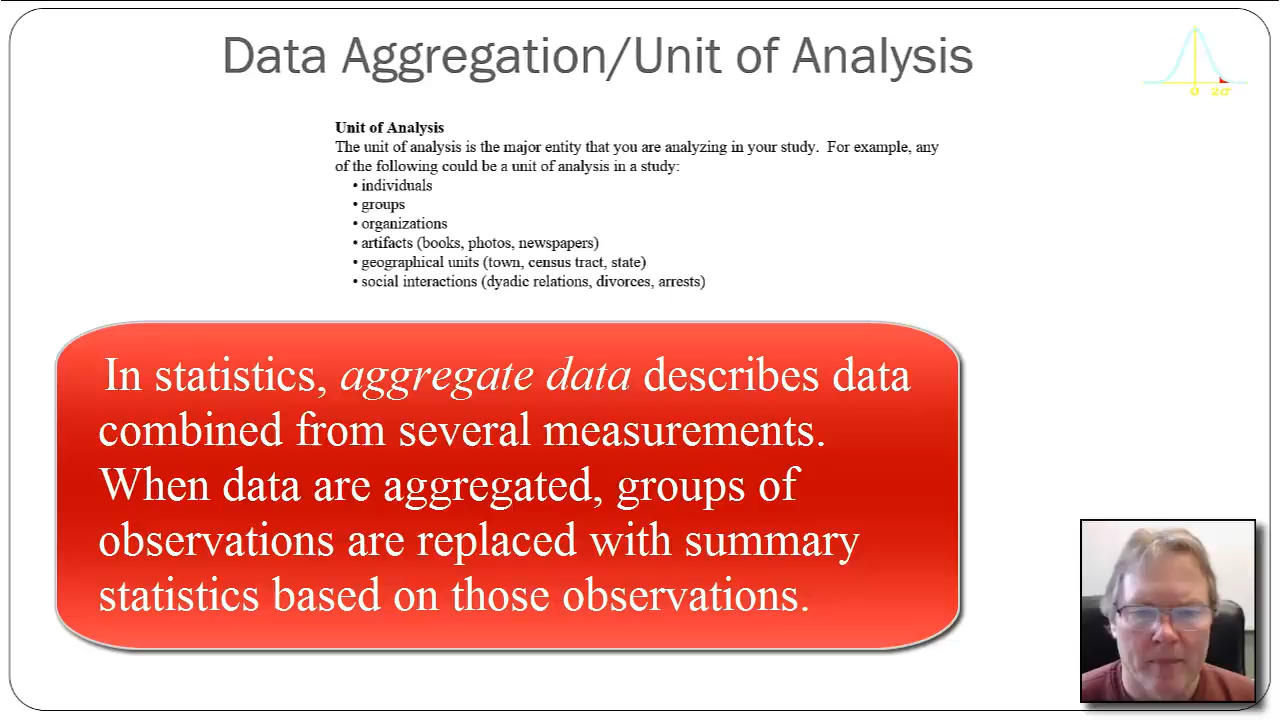 Data Aggregation/Unit of Analysis
0 2σ
Unit of Analysis
The unit of analysis is the major entity that you are analyzing in your study.  For example, any
of the following could be a unit of analysis in a study:
• individuals
• groups
• organizations
• artifacts (books, photos, newspapers)
• geographical units (town, census tract, state)
• social interactions (dyadic relations, divorces, arrests)
In statistics, aggregate data describes data
combined from several measurements.
When data are aggregated, groups of
observations are replaced with summary
statistics based on those observations.